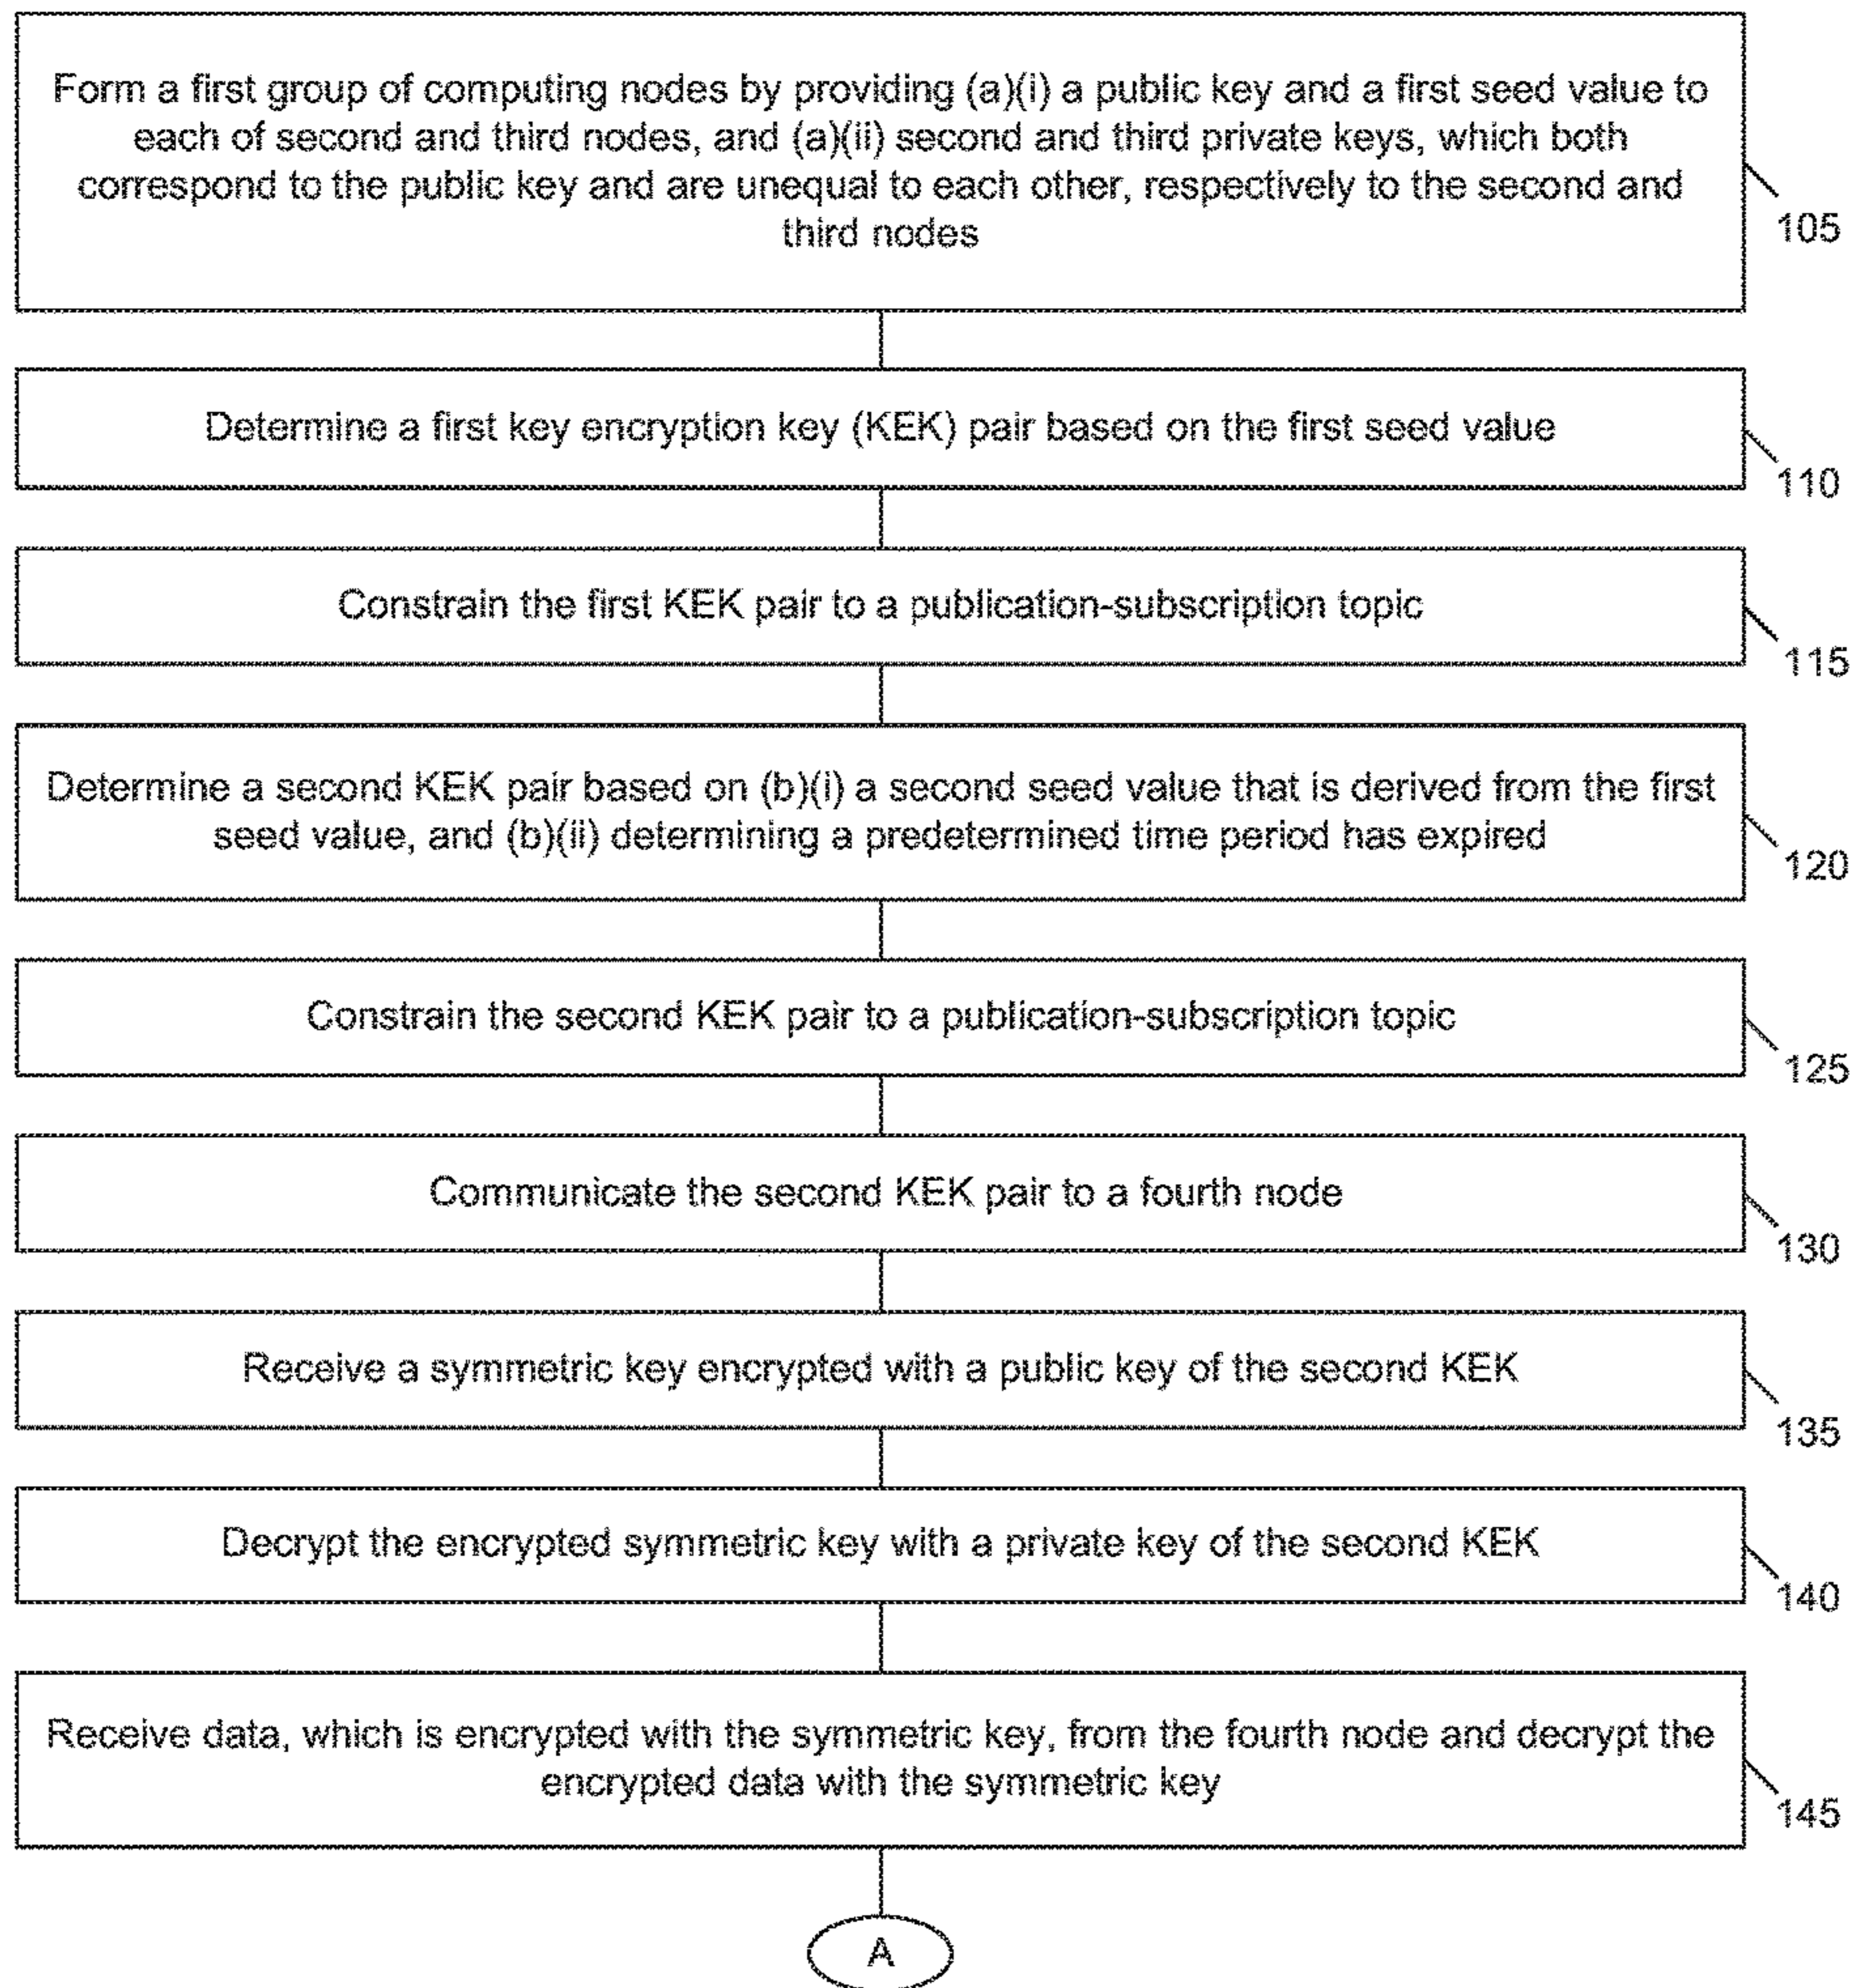 Form a first group of computing nodes by providing (a)(i) a public key and a first seed value to
each of second and third nodes, and (a)(ii) second and third private keys, which both
correspond to the public key and are unequal to each other, respectively to the second and
third nodes
105
Determine a first key encryption key (KEK) pair based on the first seed value
110
Constrain the first KEK pair to a publication-subscription topic
115
Determine a second KEK pair based on (b)(i) a second seed value that is derived from the first
seed value, and (b)(ii) determining a predetermined time period has expired
120
Constrain the second KEK pair to a publication-subscription topic
125
Communicate the second KEK pair to a fourth node
130
Receive a symmetric key encrypted with a public key of the second KEK
135
Decrypt the encrypted symmetric key with a private key of the second KEK
140
Receive data, which is encrypted with the symmetric key, from the fourth node and decrypt the
encrypted data with the symmetric key
145
A